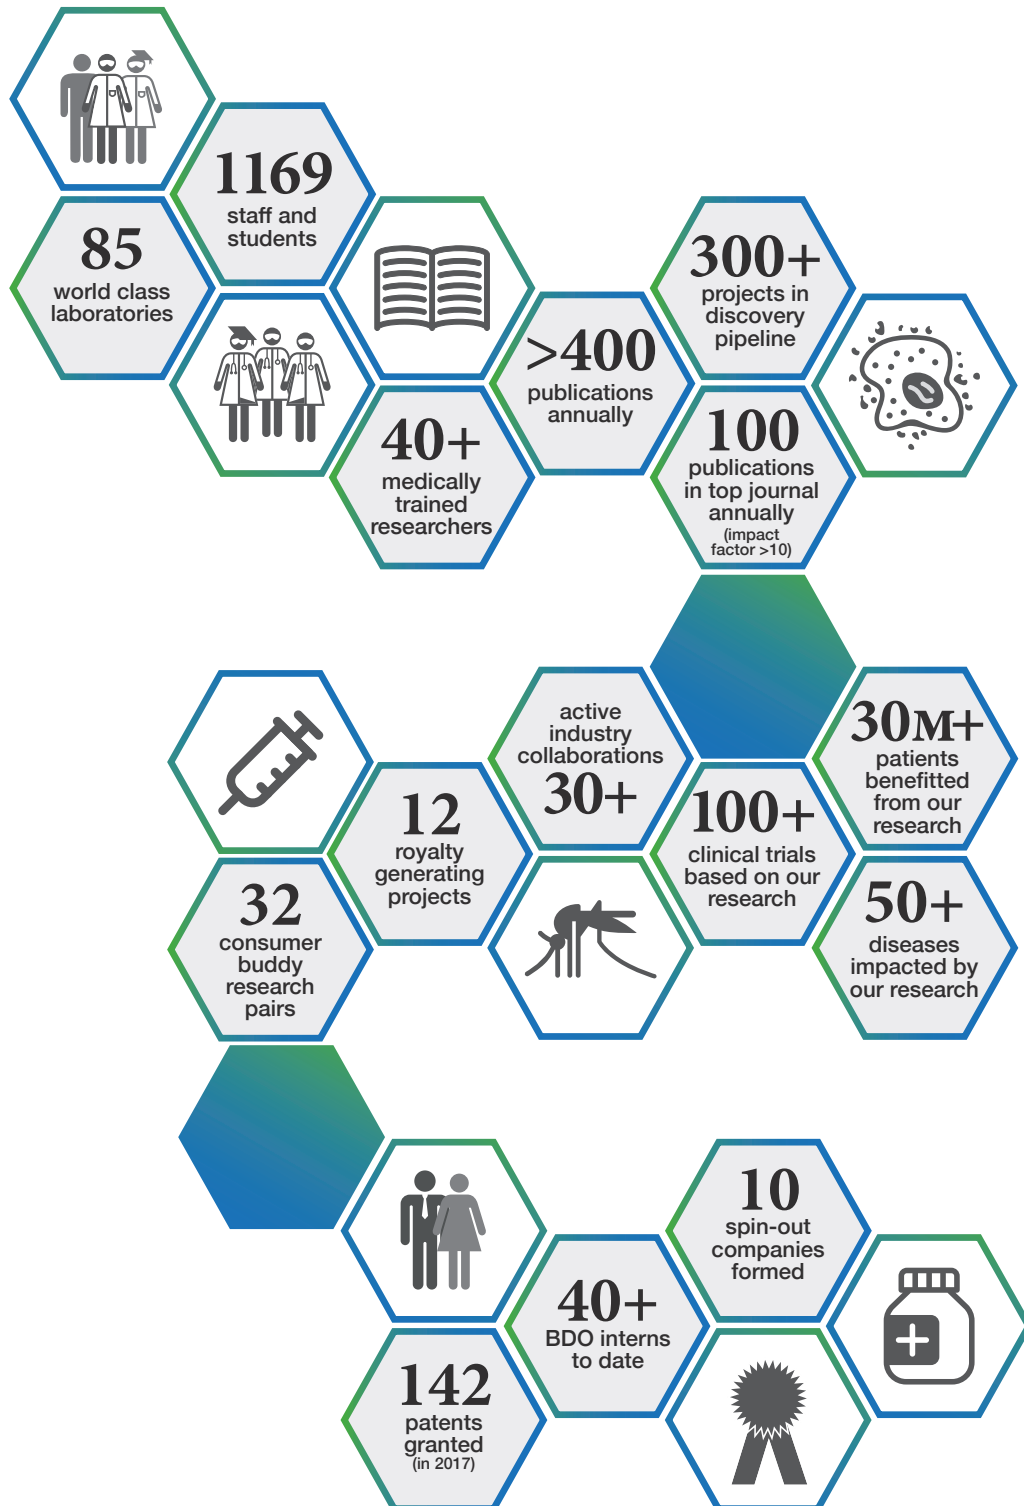 1169
staff and
students
85
world class
laboratories
300+
projects in
discovery
pipeline
>400
publications
annually
40+
medically
trained
researchers
100
publications
in top journal
annually
(impact
factor >10)
active
industry
collaborations
30+
30M+
patients
benefitted
from our
research
12
royalty
generating
projects
100+
clinical trials
based on our
research
32
consumer
buddy
research
pairs
50+
diseases
impacted by
our research
10
spin-out
companies
formed
40+
BDO interns
to date
142
patents
granted
(in 2017)